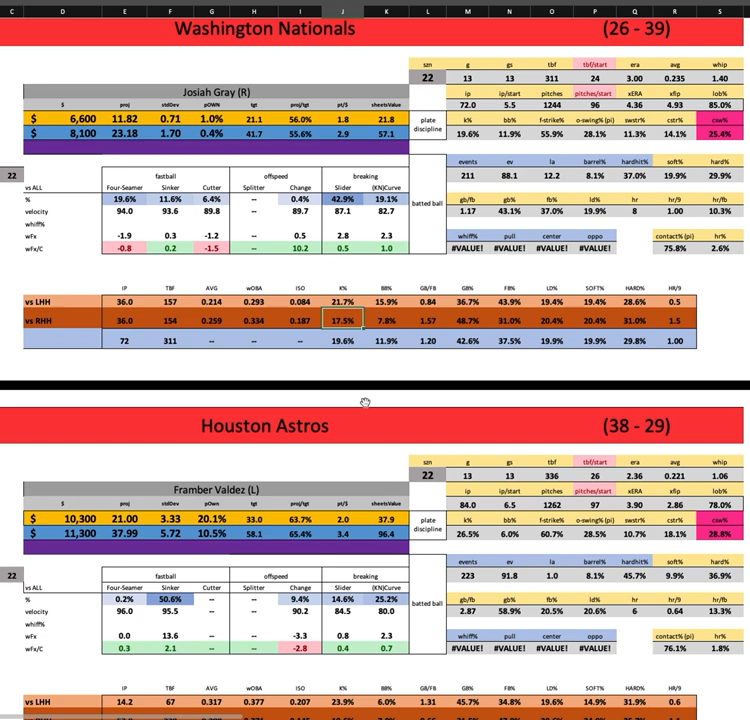 C D E F G H I J K L M N O P Q R S
Washington Nationals (26 - 39)
szn g gs tbf tbf/start era avg whip
22 13 13 311 24 3.00 0.235 1.40
Josiah Gray (R) ip ip/start pitches pitches/start xERA xfip lob%
$ proj stdDev pOWN tgt proj/tgt pt/$ sheetsValue 72.0 5.5 1244 96 4.36 4.93 85.0%
$ 6,600 11.82 0.71 1.0% 21.1 56.0% 1.8 21.8 plate discipline k% bb% f-strike% o-swing% (pi) swstr% cstr% csw%
$ 8,100 23.18 1.70 0.4% 41.7 55.6% 2.9 57.1 19.6% 11.9% 55.9% 28.1% 11.3% 14.1% 25.4%
events ev la barrel% hardhit% soft% hard%
22 fastball offspeed breaking 211 88.1 12.2 8.1% 37.0% 19.9% 29.9%
vs ALL Four-Seamer Sinker Cutter Splitter Change Slider (KN)Curve
% 19.6% 11.6% 6.4% -- 0.4% 42.9% 19.1% batted ball gb/fb gb% fb% ld% hr hr/9 hr/fb
velocity 94.0 93.6 89.8 -- 89.7 87.1 82.7 1.17 43.1% 37.0% 19.9% 8 1.00 10.3%
whiff%
wFx -1.9 0.3 -1.2 -- 0.5 2.8 2.3 whiff% pull center oppo contact% (pi) hr%
wFx/C -0.8 0.2 -1.5 -- 10.2 0.5 1.0 #VALUE! #VALUE! #VALUE! #VALUE! 75.8% 2.6%
IP TBF AVG wOBA ISO K% BB% GB/FB GB% FB% LD% SOFT% HARD% HR/9
vs LHH 36.0 157 0.214 0.293 0.084 21.7% 15.9% 0.84 36.7% 43.9% 19.4% 19.4% 28.6% 0.5
vs RHH 36.0 154 0.259 0.334 0.187 17.5% 7.8% 1.57 48.7% 31.0% 20.4% 20.4% 31.0% 1.5
72 311 -- -- -- 19.6% 11.9% 1.20 42.6% 37.5% 19.9% 19.9% 29.8% 1.00
Houston Astros (38 - 29)
szn g gs tbf tbf/start era avg whip
22 13 13 336 26 2.36 0.221 1.06
Framber Valdez (L) ip ip/start pitches pitches/start xERA xfip lob%
$ proj stdDev pOwn tgt proj/tgt pt/$ sheetsValue 84.0 6.5 1262 97 3.90 2.86 78.0%
$ 10,300 21.00 3.33 20.1% 33.0 63.7% 2.0 37.9 plate discipline k% bb% f-strike% o-swing% (pi) swstr% cstr% csw%
$ 11,300 37.99 5.72 10.5% 58.1 65.4% 3.4 96.4 26.5% 6.0% 60.7% 28.5% 10.7% 18.1% 28.8%
events ev la barrel% hardhit% soft% hard%
22 fastball offspeed breaking 223 91.8 1.0 8.1% 45.7% 9.9% 36.9%
vs ALL Four-Seamer Sinker Cutter Splitter Change Slider (KN)Curve
% 0.2% 50.6% -- -- 9.4% 14.6% 25.2% batted ball gb/fb gb% fb% ld% hr hr/9 hr/fb
velocity 96.0 95.5 -- -- 90.2 84.5 80.0 2.87 58.9% 20.5% 20.6% 6 0.64 13.3%
whiff%
wFx 0.0 13.6 -- -- -3.3 0.8 2.3 whiff% pull center oppo contact% (pi) hr/fb
wFx/C 0.3 2.1 -- -- -2.8 0.4 0.7 #VALUE! #VALUE! #VALUE! #VALUE! 76.1% 1.8%
IP TBF AVG wOBA ISO K% BB% GB/FB GB% FB% LD% SOFT% HARD% HR/9
vs LHH 14.2 67 0.317 0.377 0.207 23.9% 6.0% 1.31 45.7% 34.8% 19.6% 14.9% 31.9% 0.6